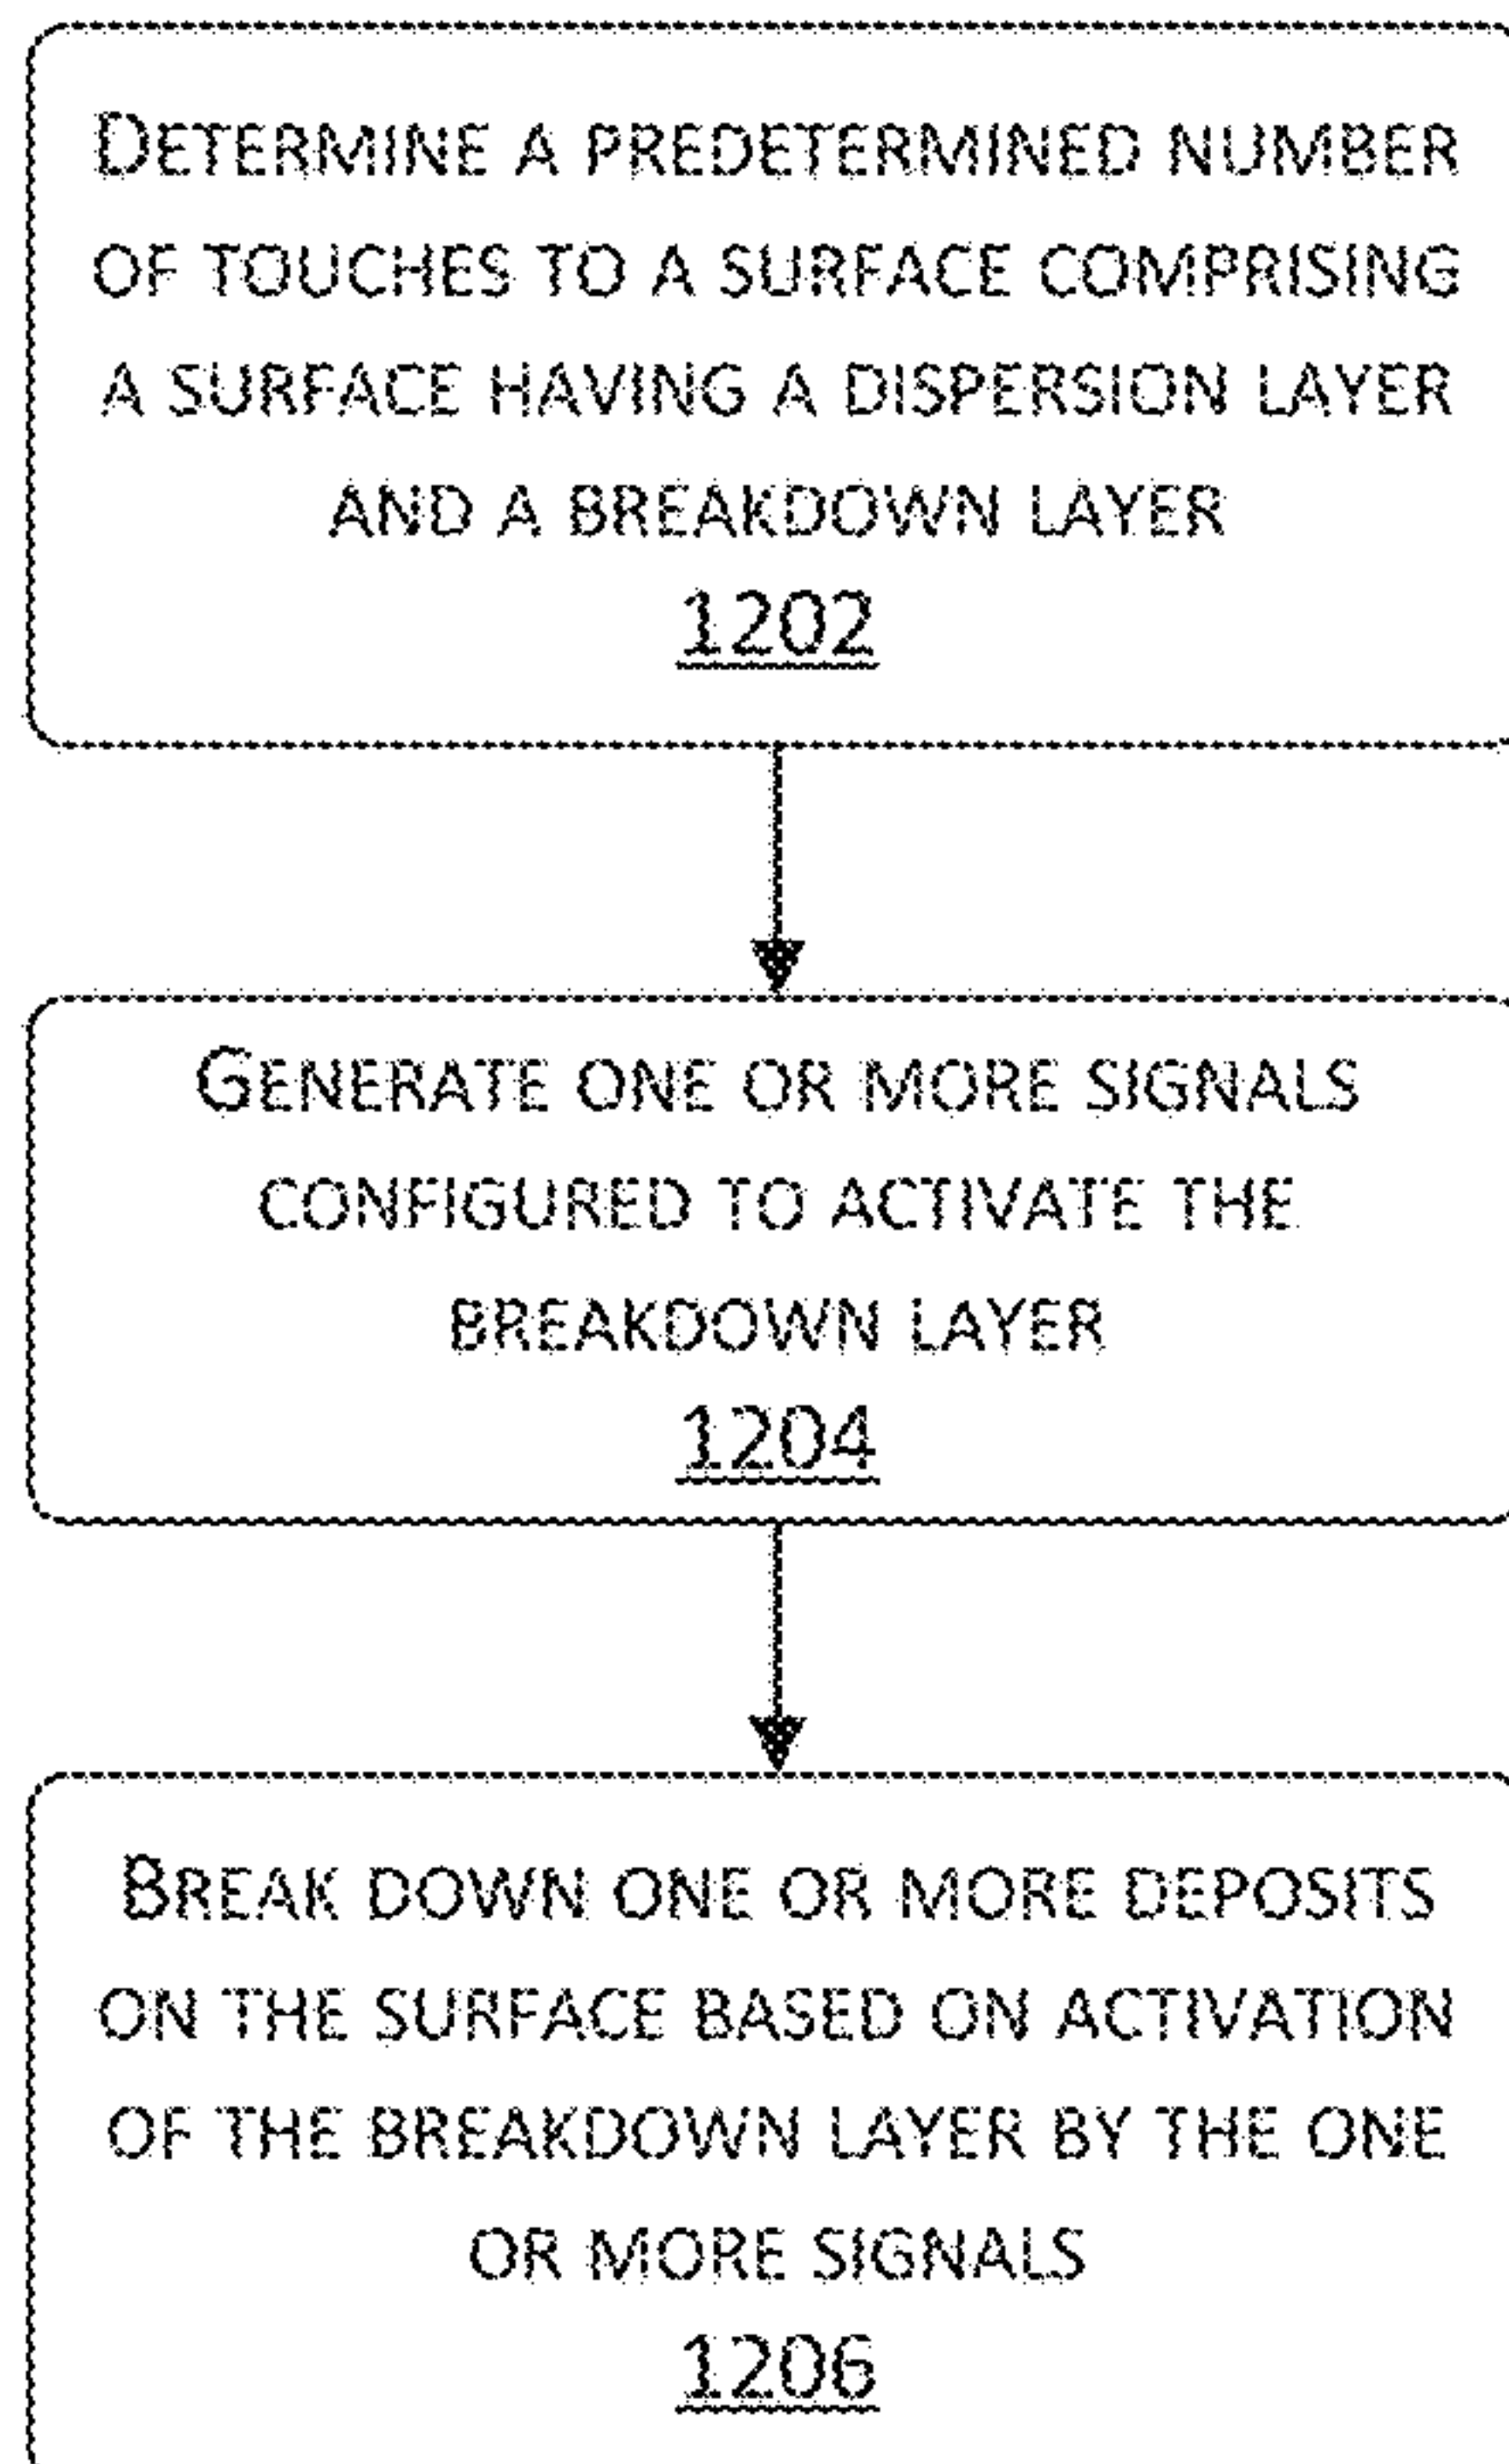 DETERMINE A PREDETERMINED NUMBER
OF TOUCHES TO A SURFACE COMPRISING
A SURFACE HAVING A DISPERSION LAYER
AND A BREAKDOWN LAYER
1202
GENERATE ONE OR MORE SIGNALS
CONFIGURED TO ACTIVATE THE
BREAKDOWN LAYER
1204
BREAK DOWN ONE OR MORE DEPOSITS
ON THE SURFACE BASED ON ACTIVATION
OF THE BREAKDOWN LAYER BY THE ONE
OR MORE SIGNALS
1206